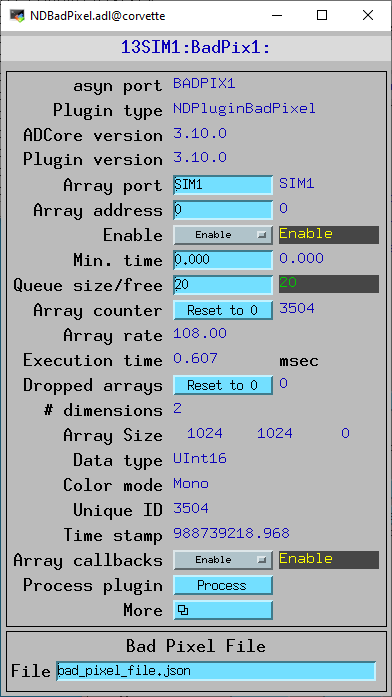 NDBadPixel.adl@corvette
13SIM1:BadPix1:
asyn port BADPIX1
Plugin type NDPluginBadPixel
ADCore version 3.10.0
Plugin version 3.10.0
Array port SIM1 SIM1
Array address 0 0
Enable Enable Enable
Min. time 0.000 0.000
Queue size/free 20 20
Array counter Reset to 0 3504
Array rate 108.00
Execution time 0.607 msec
Dropped arrays Reset to 0 0
# dimensions 2
Array Size 1024 1024 0
Data type UInt16
Color mode Mono
Unique ID 3504
Time stamp 988739218.968
Array callbacks Enable Enable
Process plugin Process
More
Bad Pixel File
File bad_pixel_file.json